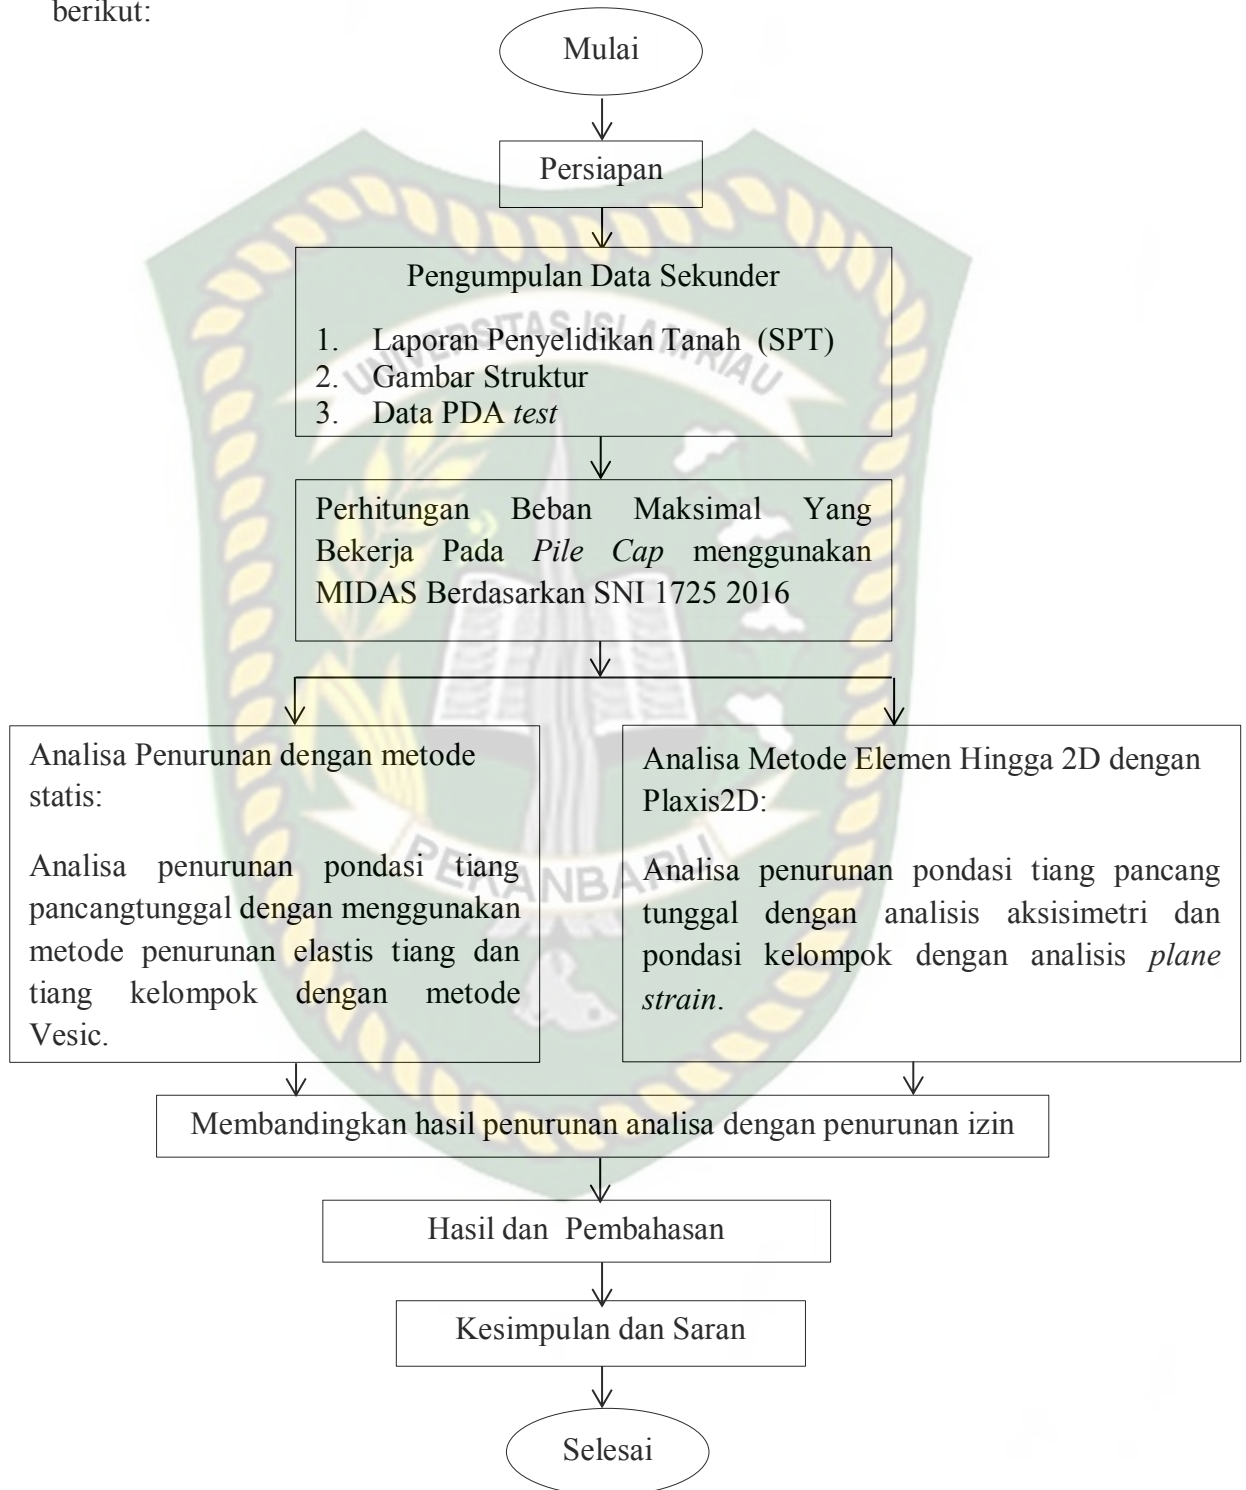 berikut:
Mulai
Persiapan
Pengumpulan Data Sekunder
1. Laporan Penyelidikan Tanah (SPT)
2. Gambar Struktur
3. Data PDA test
UNIVERSITAS ISLAM RIAU
Perhitungan Beban Maksimal Yang
Bekerja Pada Pile Cap menggunakan
MIDAS Berdasarkan SNI 1725 2016
Analisa Penurunan dengan metode
statis:
Analisa penurunan pondasi tiang
pancangtunggal dengan menggunakan
metode penurunan elastis tiang dan
tiang kelompok dengan metode
Vesic.
Analisa Metode Elemen Hingga 2D dengan
Plaxis2D:
Analisa penurunan pondasi tiang pancang
tunggal dengan analisis aksisimetri dan
pondasi kelompok dengan analisis plane
strain.
PEKANBARU
Membandingkan hasil penurunan analisa dengan penurunan izin
Hasil dan Pembahasan
Kesimpulan dan Saran
Selesai